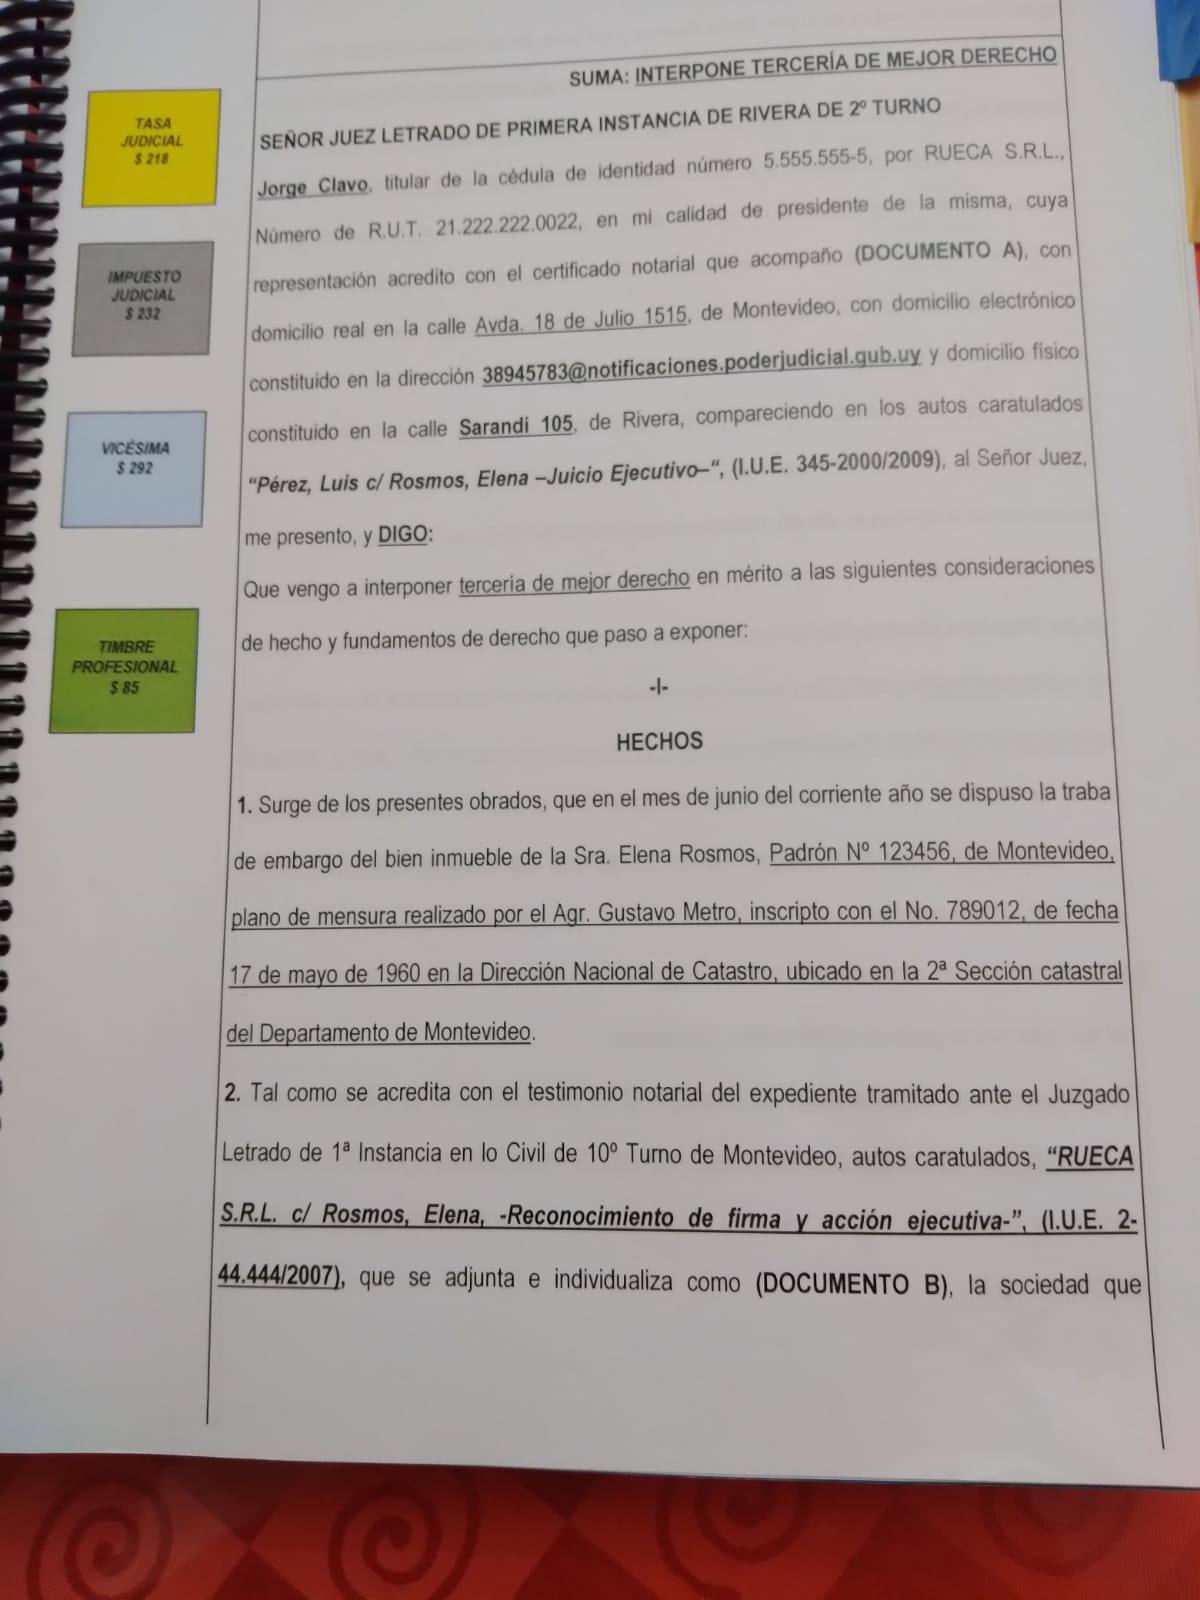 SUMA: INTERPONE TERCERÍA DE MEJOR DERECHO
TASA
JUDICIAL
$ 218
IMPUESTO
JUDICIAL
$ 232
VICÉSIMA
$ 292
TIMBRE
PROFESIONAL
$ 85
SEÑOR JUEZ LETRADO DE PRIMERA INSTANCIA DE RIVERA DE 2º TURNO
Jorge Clavo, titular de la cédula de identidad número 5.555.555-5, por RUECA S.R.L.,
Número de R.U.T. 21.222.222.0022, en mi calidad de presidente de la misma, cuya
representación acredito con el certificado notarial que acompaño (DOCUMENTO A), con
domicilio real en la calle Avda. 18 de Julio 1515, de Montevideo, con domicilio electrónico
constituido en la dirección 38945783@notificaciones.poderjudicial.gub.uy y domicilio físico
constituido en la calle Sarandí 105, de Rivera, compareciendo en los autos caratulados
“Pérez, Luis c/ Rosmos, Elena –Juicio Ejecutivo–“, (I.U.E. 345-2000/2009), al Señor Juez,
me presento, y DIGO:
Que vengo a interponer tercería de mejor derecho en mérito a las siguientes consideraciones
de hecho y fundamentos de derecho que paso a exponer:
-I-
HECHOS
1. Surge de los presentes obrados, que en el mes de junio del corriente año se dispuso la traba
de embargo del bien inmueble de la Sra. Elena Rosmos, Padrón Nº 123456, de Montevideo,
plano de mensura realizado por el Agr. Gustavo Metro, inscripto con el No. 789012, de fecha
17 de mayo de 1960 en la Dirección Nacional de Catastro, ubicado en la 2ª Sección catastral
del Departamento de Montevideo.
2. Tal como se acredita con el testimonio notarial del expediente tramitado ante el Juzgado
Letrado de 1ª Instancia en lo Civil de 10º Turno de Montevideo, autos caratulados, “RUECA
S.R.L. c/ Rosmos, Elena, -Reconocimiento de firma y acción ejecutiva-”, (I.U.E. 2-
44.444/2007), que se adjunta e individualiza como (DOCUMENTO B), la sociedad que